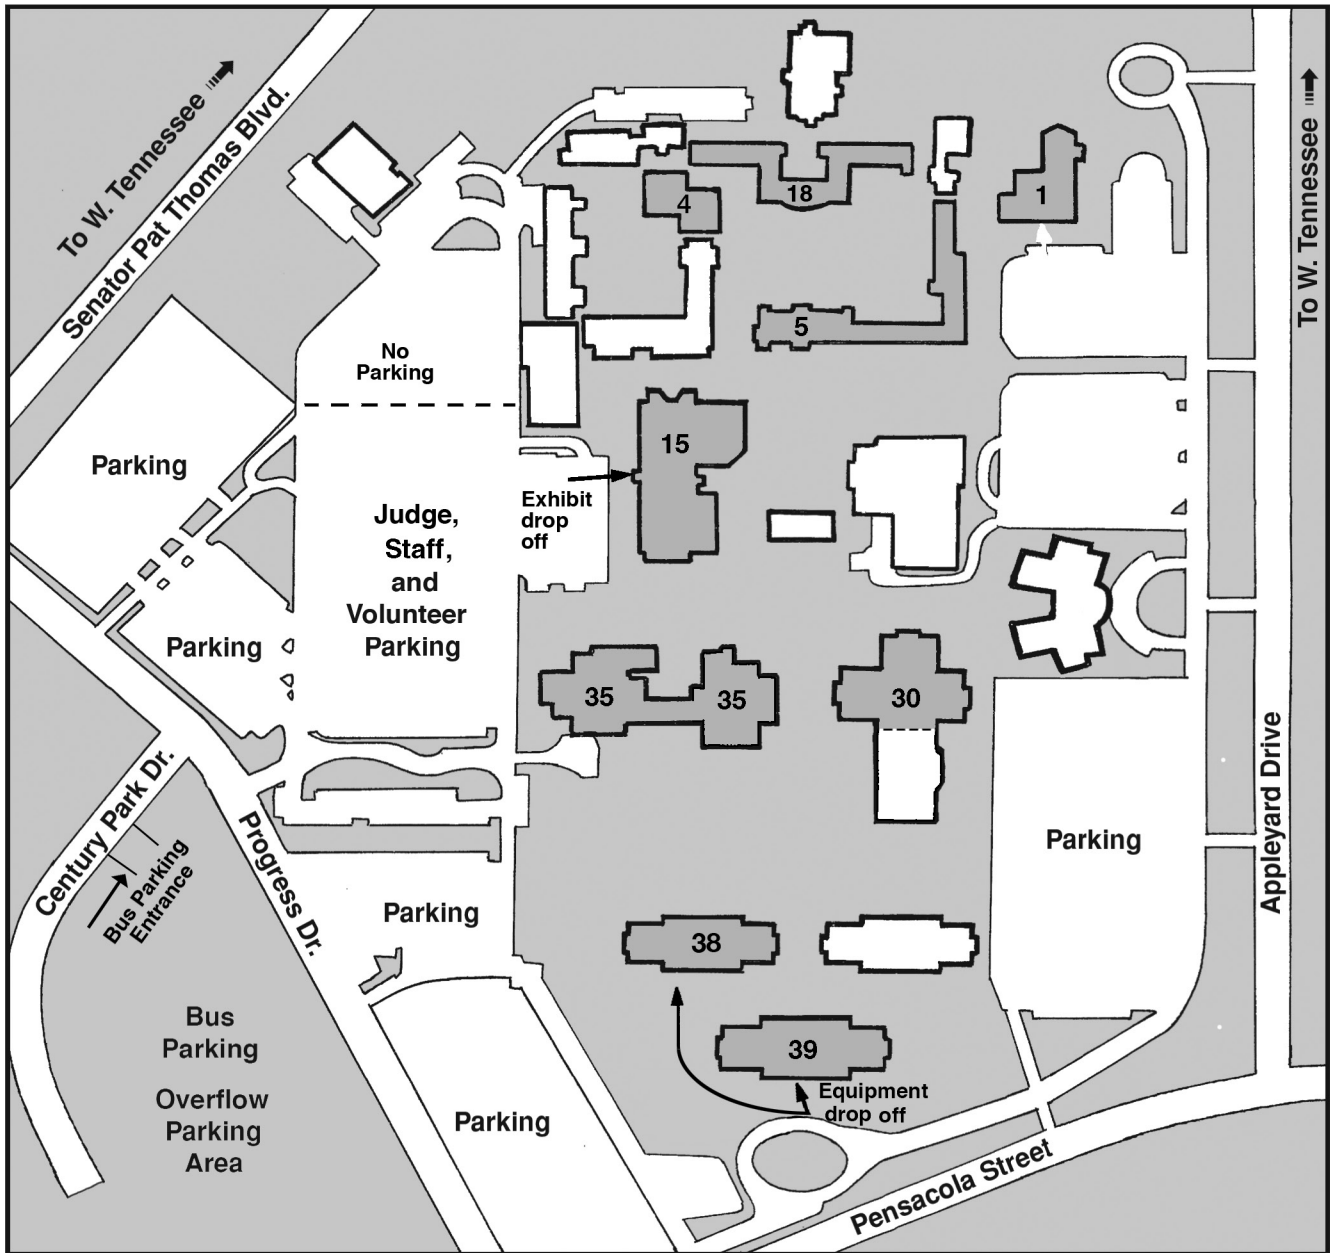 To W. Tennessee
Senator Pat Thomas Blvd.
To W. Tennessee
18
1
4
5
No
Parking
15
Parking
Exhibit
drop
off
Judge,
Staff,
and
Volunteer
Parking
Parking
35
35
30
Century Park Dr.
Bus Parking
Entrance
Progress Dr.
Appleyard Drive
Parking
Parking
38
39
Bus
Parking
Overflow
Parking
Area
Equipment
drop off
Parking
Pensacola Street